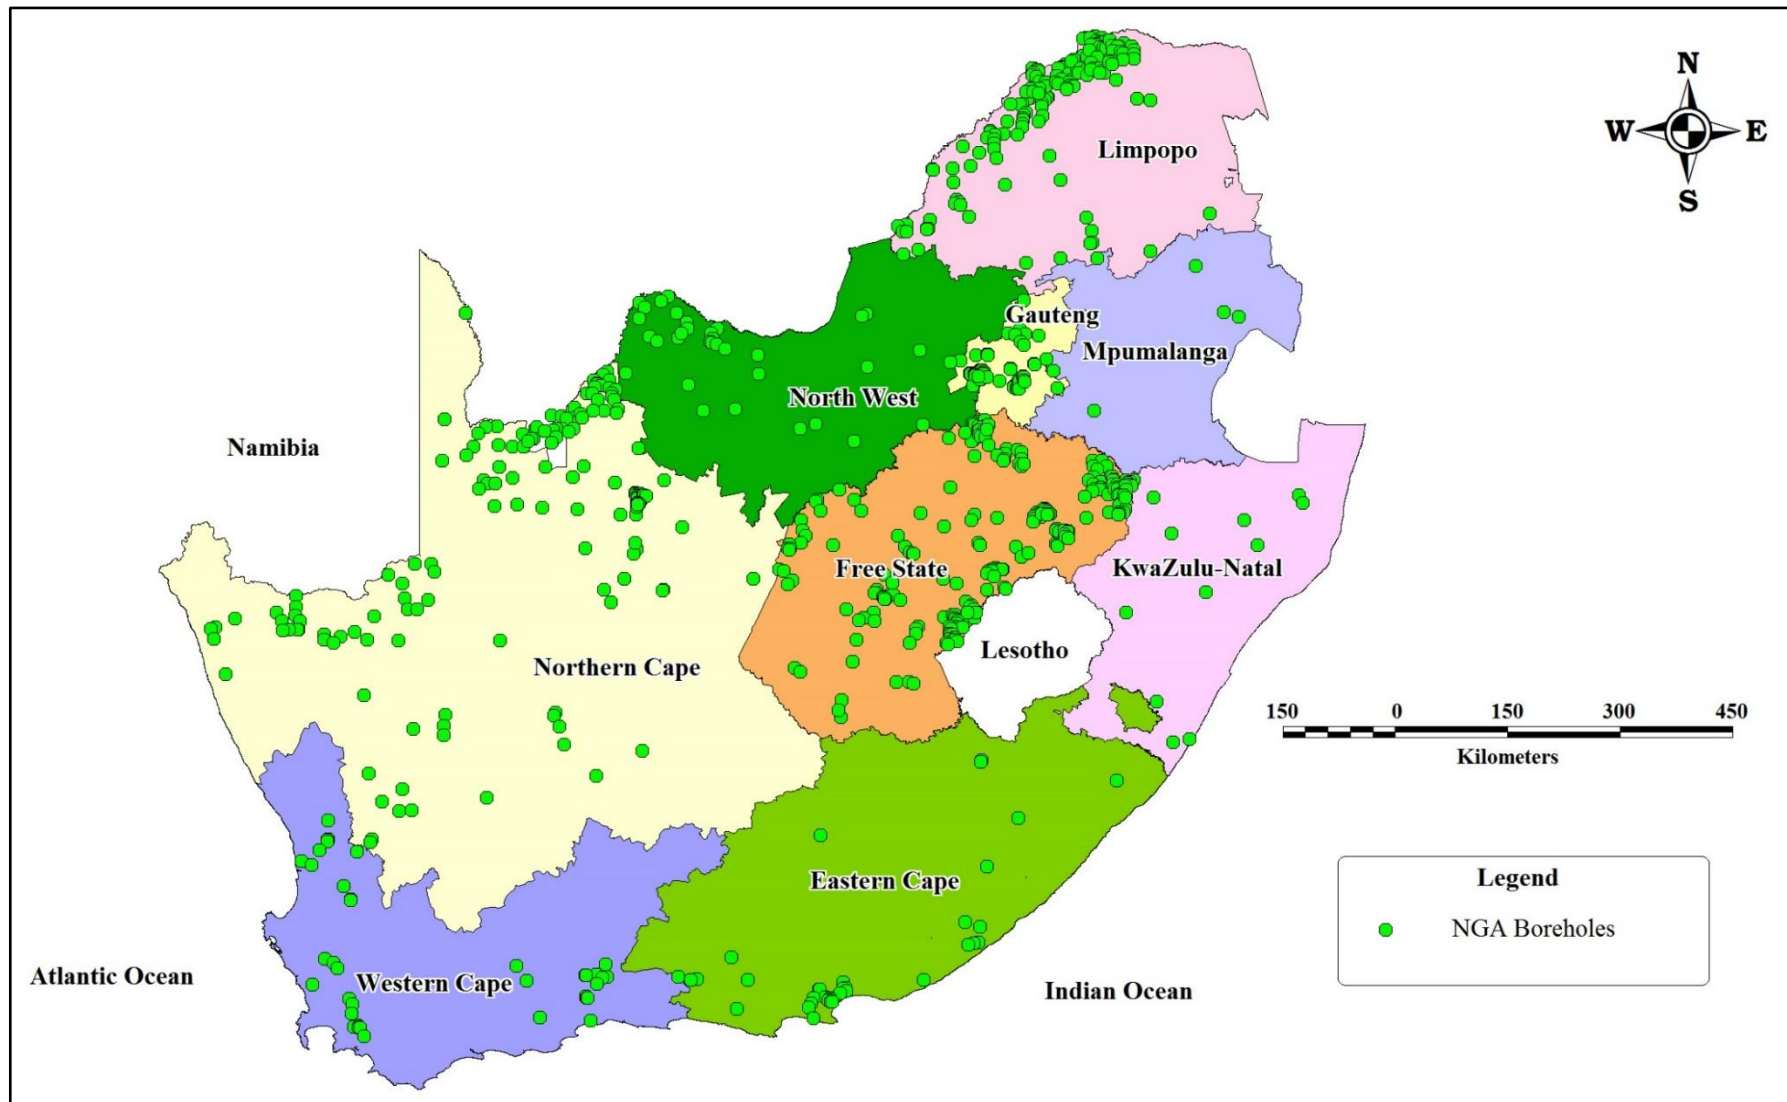 N
W
E
S
Limpopo
Gauteng
Mpumalanga
North West
Namibia
Free State
KwaZulu-Natal
Lesotho
Northern Cape
150 0 150 300 450
Kilometers
Eastern Cape
Legend
NGA Boreholes
Atlantic Ocean
Western Cape
Indian Ocean